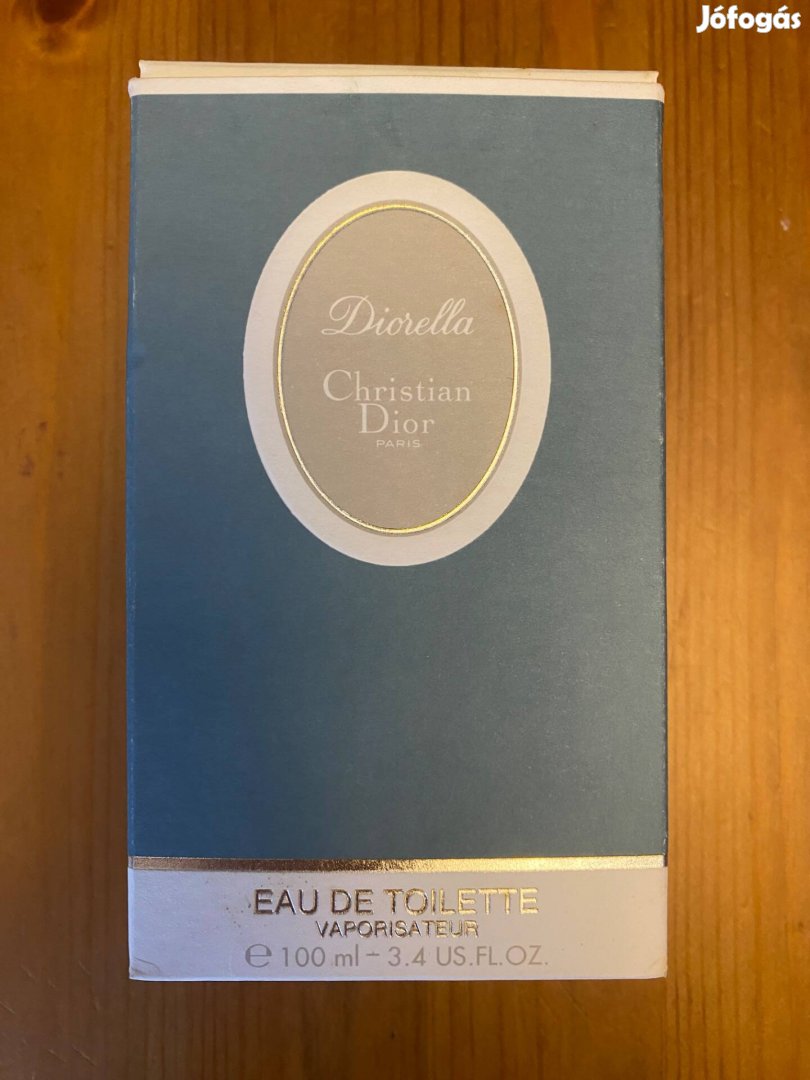 Jófogás
Diorella
Christian
Dior
PARIS
EAU DE TOILETTE
VAPORISATEUR
℮ 100 ml - 3.4 US.FL.OZ.